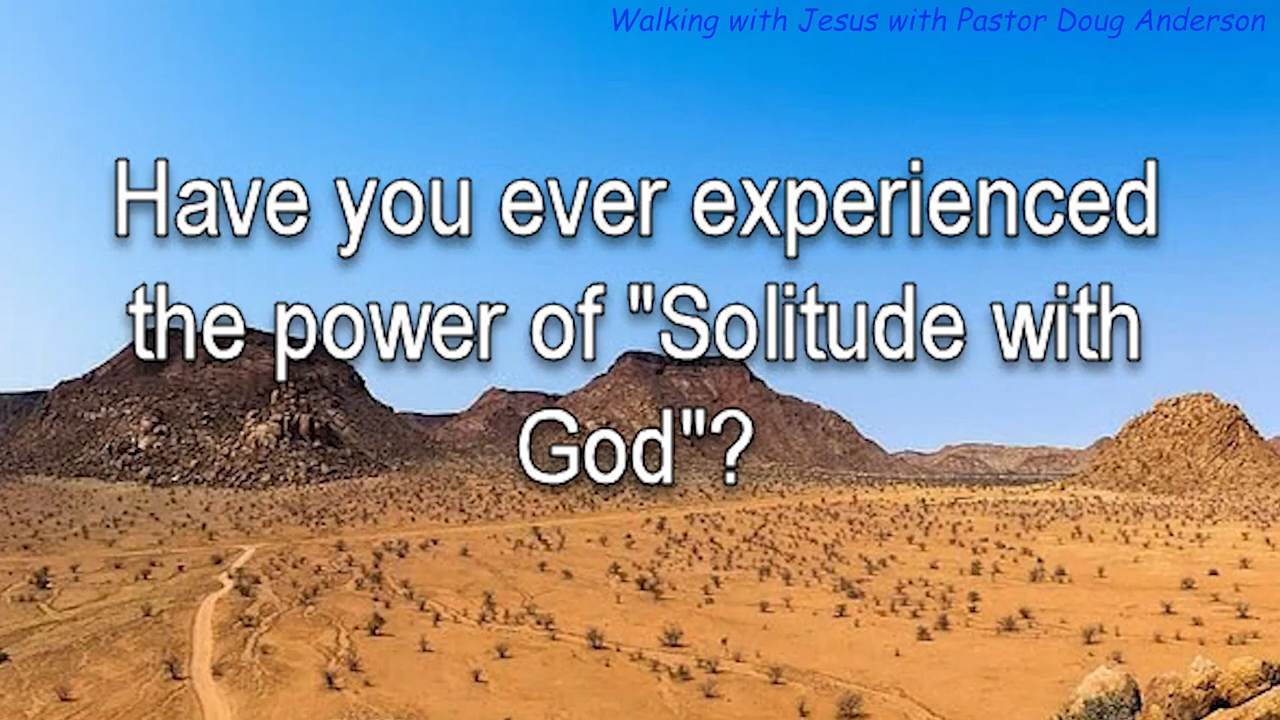 Walking with Jesus with Pastor Doug Anderson
Have you ever experienced
the power of "Solitude with
God"?